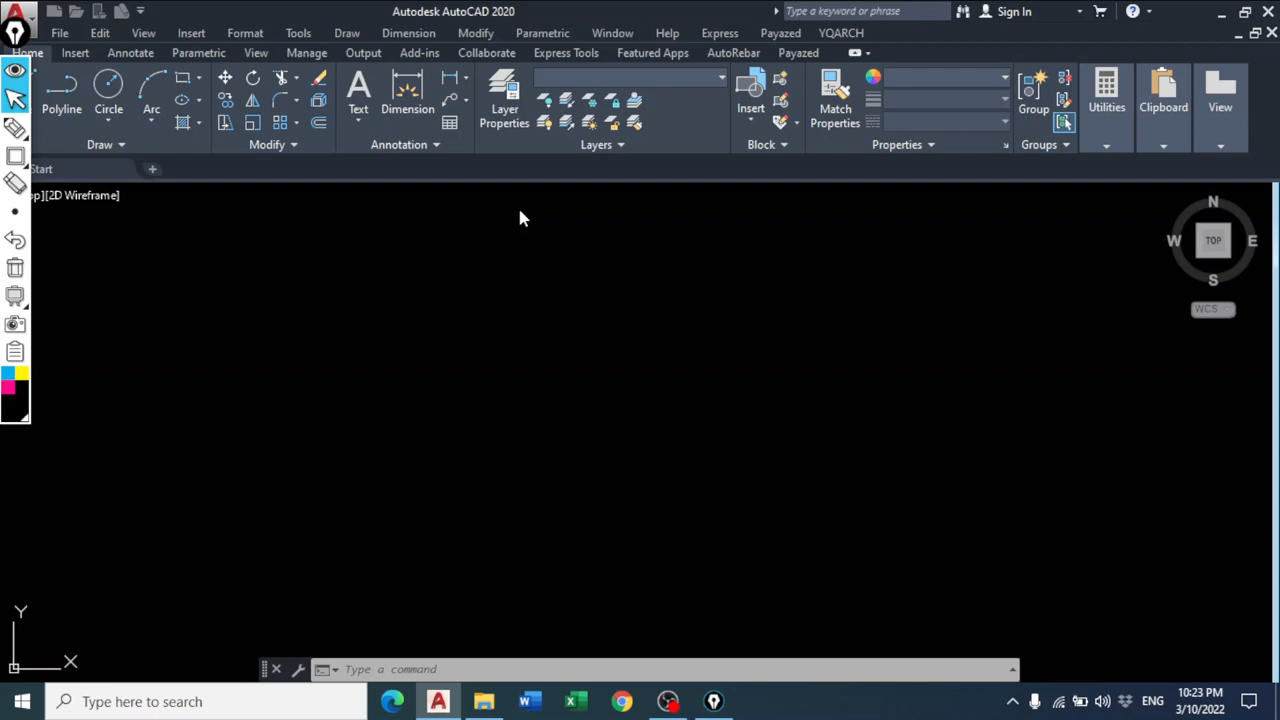 Autodesk AutoCAD 2020
Type a keyword or phrase
Sign In
File Edit View Insert Format Tools Draw Dimension Modify Parametric Window Help Express Payazed YQARCH
Home Insert Annotate Parametric View Manage Output Add-ins Collaborate Express Tools Featured Apps AutoRebar Payazed
Polyline Circle Arc Text Dimension Layer Properties Insert Match Properties Group Utilities Clipboard View
Draw Modify Annotation Layers Block Properties Groups
Start
op][2D Wireframe]
N
W TOP E
S
WCS
Y
X
Type a command
Type here to search
ENG
10:23 PM
3/10/2022